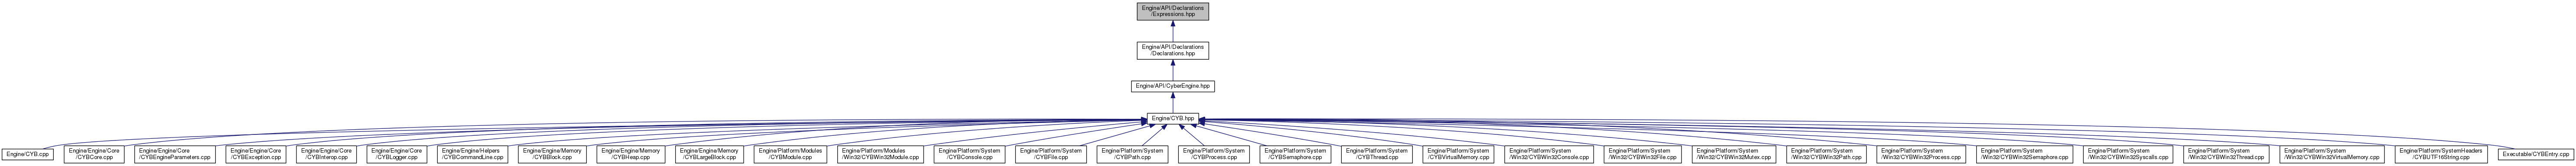 Engine/API/Declarations
/Expressions.hpp
Engine/API/Declarations
/Declarations.hpp
Engine/API/CyberEngine.hpp
Engine/CYB.hpp
Engine/CYB.cpp
Engine/Engine/Core
/CYBCore.cpp
Engine/Engine/Core
/CYBEngineParameters.cpp
Engine/Engine/Core
/CYBException.cpp
Engine/Engine/Core
/CYBInterop.cpp
Engine/Engine/Core
/CYBLogger.cpp
Engine/Engine/Helpers
/CYBCommandLine.cpp
Engine/Engine/Memory
/CYBBlock.cpp
Engine/Engine/Memory
/CYBHeap.cpp
Engine/Engine/Memory
/CYBLargeBlock.cpp
Engine/Platform/Modules
/CYBModule.cpp
Engine/Platform/Modules
/Win32/CYBWin32Module.cpp
Engine/Platform/System
/CYBConsole.cpp
Engine/Platform/System
/CYBFile.cpp
Engine/Platform/System
/CYBPath.cpp
Engine/Platform/System
/CYBProcess.cpp
Engine/Platform/System
/CYBSemaphore.cpp
Engine/Platform/System
/CYBThread.cpp
Engine/Platform/System
/CYBVirtualMemory.cpp
Engine/Platform/System
/Win32/CYBWin32Console.cpp
Engine/Platform/System
/Win32/CYBWin32File.cpp
Engine/Platform/System
/Win32/CYBWin32Mutex.cpp
Engine/Platform/System
/Win32/CYBWin32Path.cpp
Engine/Platform/System
/Win32/CYBWin32Process.cpp
Engine/Platform/System
/Win32/CYBWin32Semaphore.cpp
Engine/Platform/System
/Win32/CYBWin32Syscalls.cpp
Engine/Platform/System
/Win32/CYBWin32Thread.cpp
Engine/Platform/System
/Win32/CYBWin32VirtualMemory.cpp
Engine/Platform/SystemHeaders
/CYBUTF16String.cpp
Executable/CYBEntry.cpp